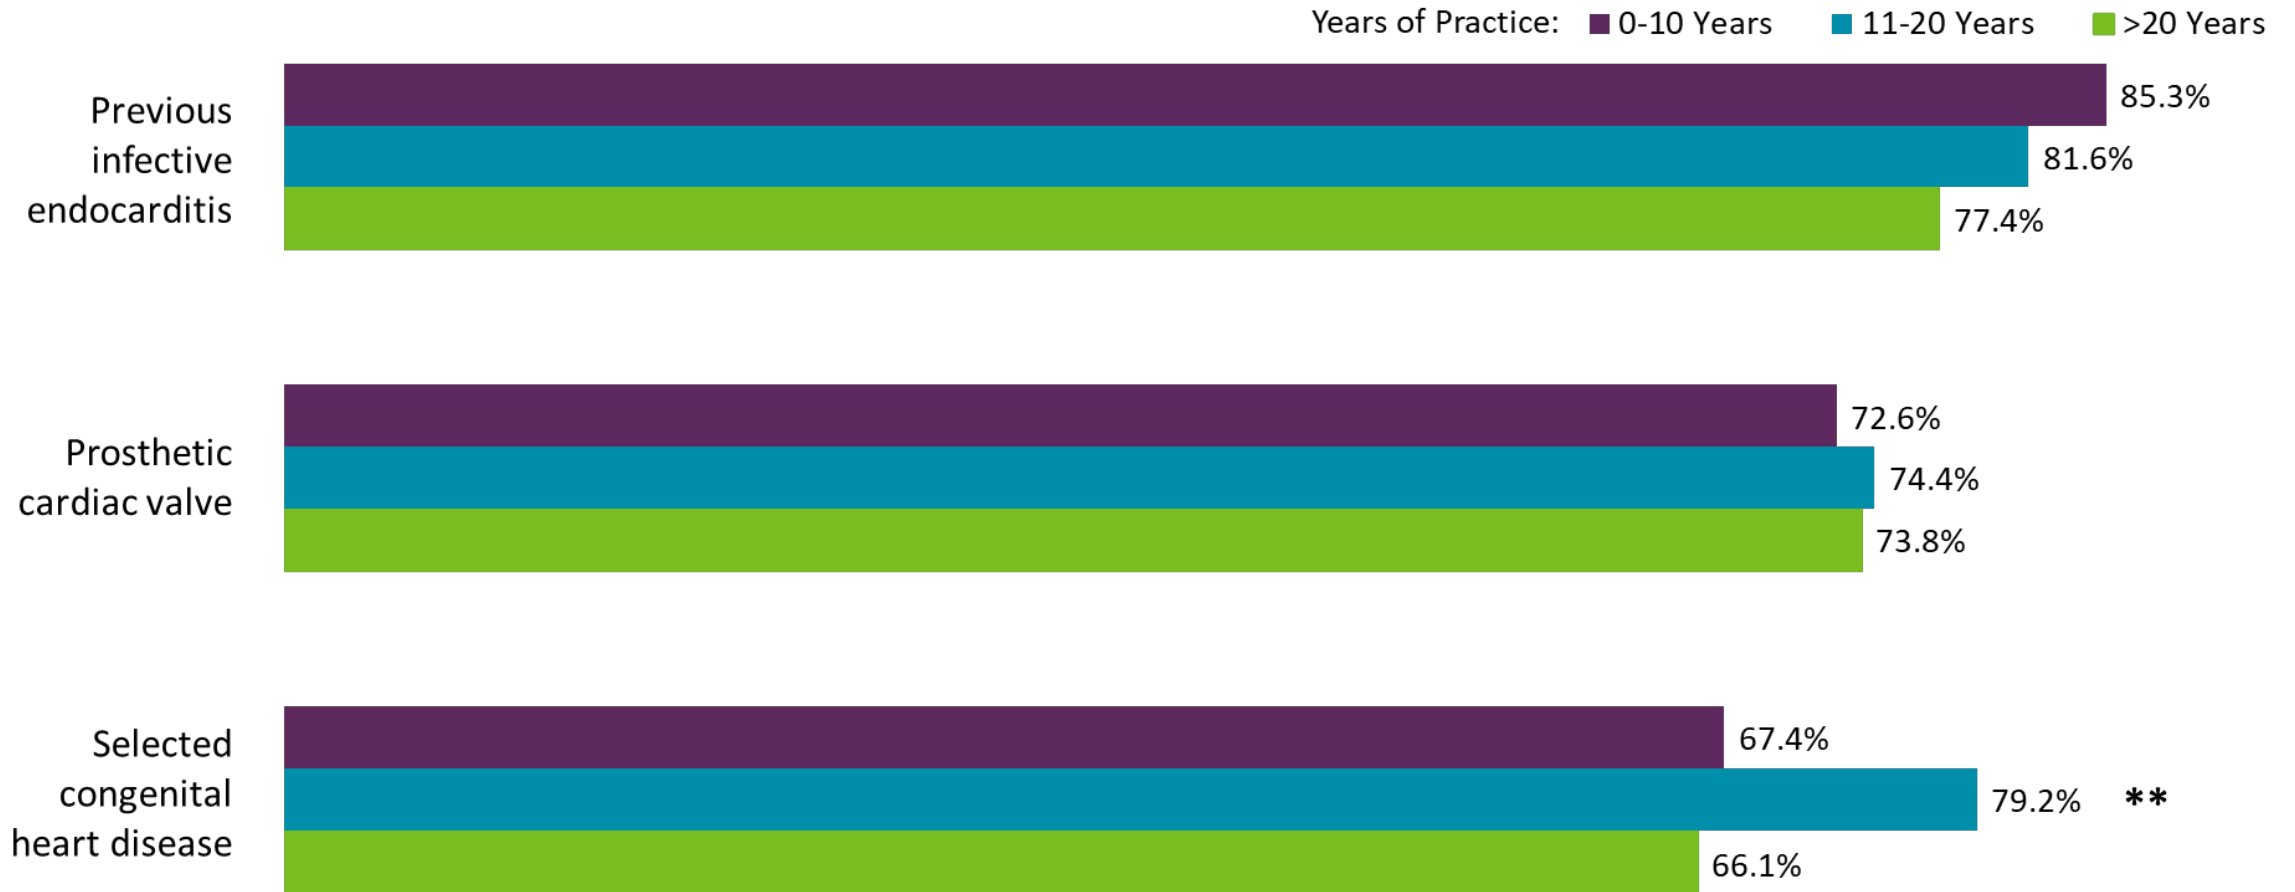 Years of Practice: 0-10 Years 11-20 Years >20 Years
Previous
infective
endocarditis
85.3%
81.6%
77.4%
Prosthetic
cardiac valve
72.6%
74.4%
73.8%
Selected
congenital
heart disease
67.4%
79.2% **
66.1%